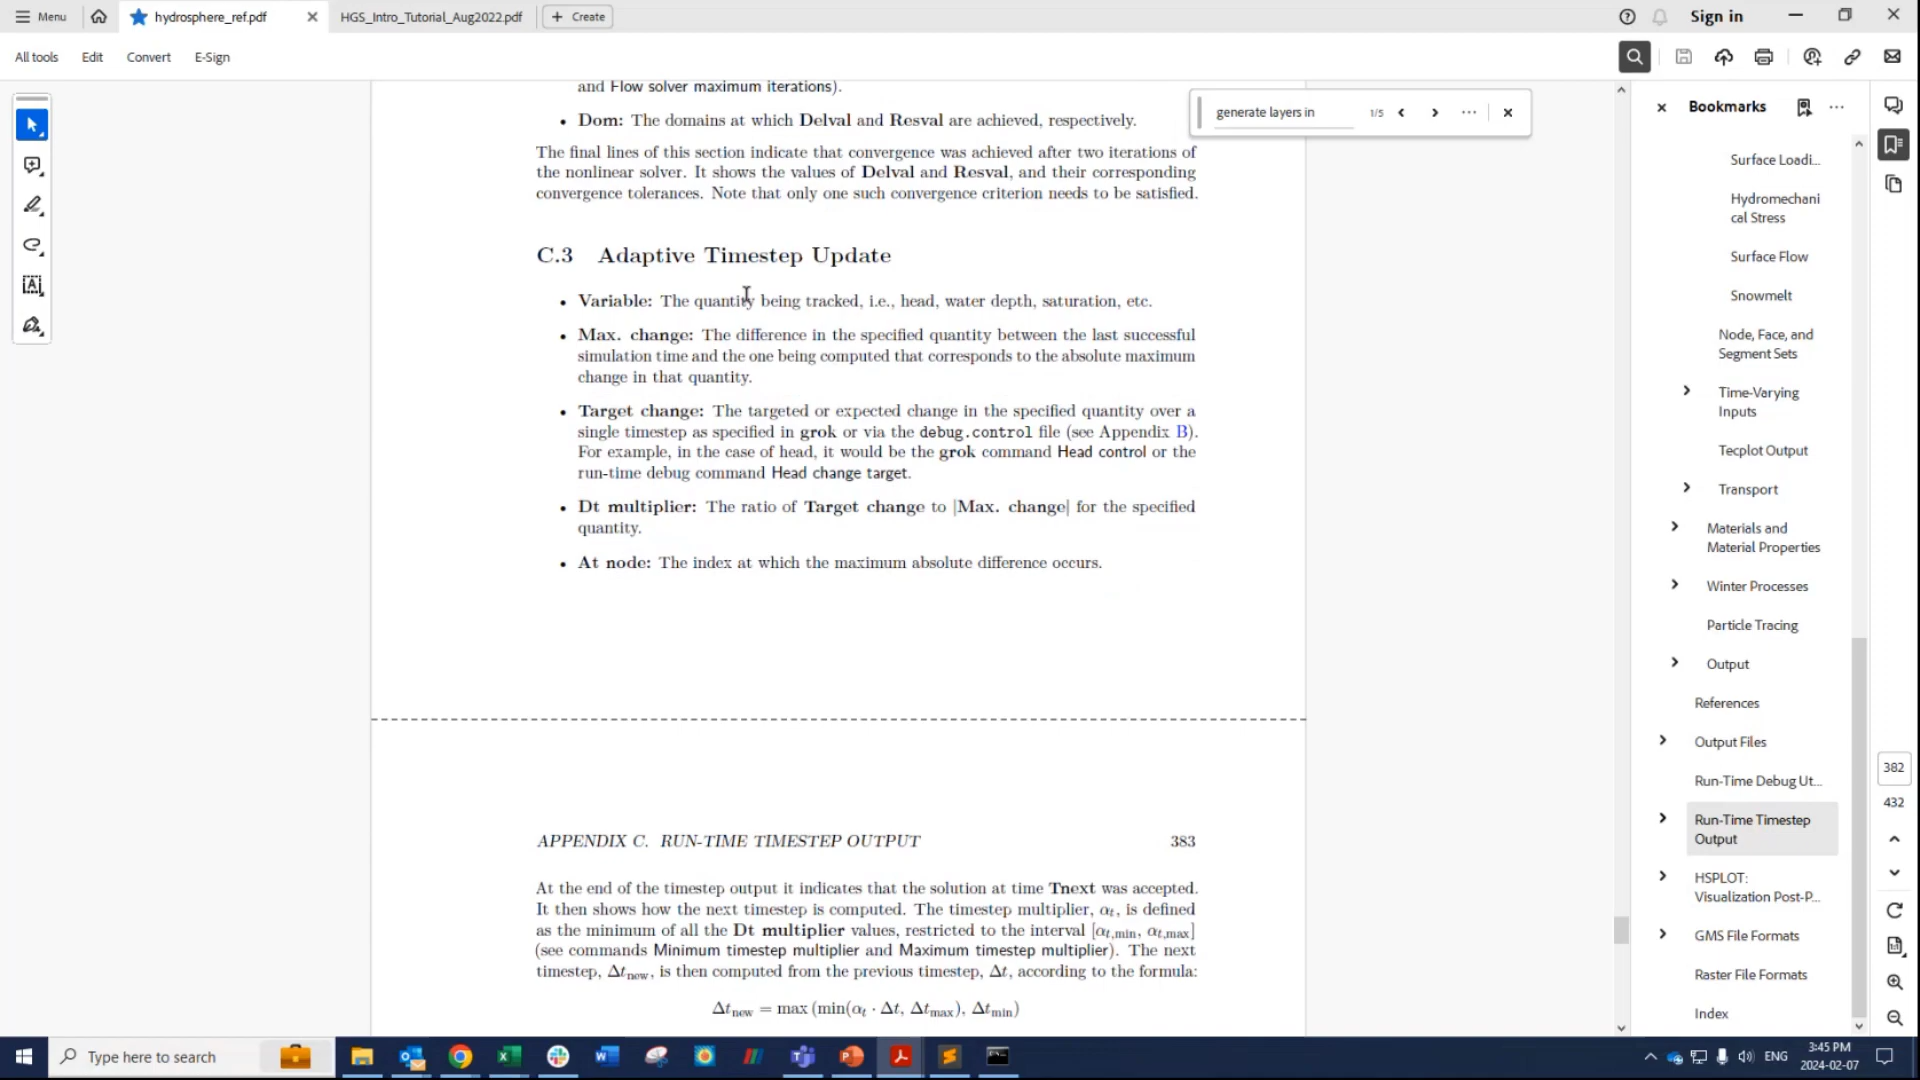 Menu
hydrosphere_ref.pdf
HGS_Intro_Tutorial_Aug2022.pdf
Create
Sign in
All tools
Edit
Convert
E-Sign
and Flow solver maximum iterations).
• Dom: The domains at which Delval and Resval are achieved, respectively.
generate layers in
1/5
The final lines of this section indicate that convergence was achieved after two iterations of
the nonlinear solver. It shows the values of Delval and Resval, and their corresponding
convergence tolerances. Note that only one such convergence criterion needs to be satisfied.
C.3 Adaptive Timestep Update
• Variable: The quantity being tracked, i.e., head, water depth, saturation, etc.
• Max. change: The difference in the specified quantity between the last successful
simulation time and the one being computed that corresponds to the absolute maximum
change in that quantity.
• Target change: The targeted or expected change in the specified quantity over a
single timestep as specified in grok or via the debug.control file (see Appendix B).
For example, in the case of head, it would be the grok command Head control or the
run-time debug command Head change target.
• Dt multiplier: The ratio of Target change to |Max. change| for the specified
quantity.
• At node: The index at which the maximum absolute difference occurs.
APPENDIX C. RUN-TIME TIMESTEP OUTPUT 383
At the end of the timestep output it indicates that the solution at time Tnext was accepted.
It then shows how the next timestep is computed. The timestep multiplier, αt, is defined
as the minimum of all the Dt multiplier values, restricted to the interval [αt,min, αt,max]
(see commands Minimum timestep multiplier and Maximum timestep multiplier). The next
timestep, Δtnew, is then computed from the previous timestep, Δt, according to the formula:
Δtnew = max (min(αt · Δt, Δtmax), Δtmin)
Bookmarks
Surface Loadi...
Hydromechani
cal Stress
Surface Flow
Snowmelt
Node, Face, and
Segment Sets
Time-Varying
Inputs
Tecplot Output
Transport
Materials and
Material Properties
Winter Processes
Particle Tracing
Output
References
Output Files
Run-Time Debug Ut...
Run-Time Timestep
Output
HSPLOT:
Visualization Post-P...
GMS File Formats
Raster File Formats
Index
382
432
Type here to search
ENG
3:45 PM
2024-02-07